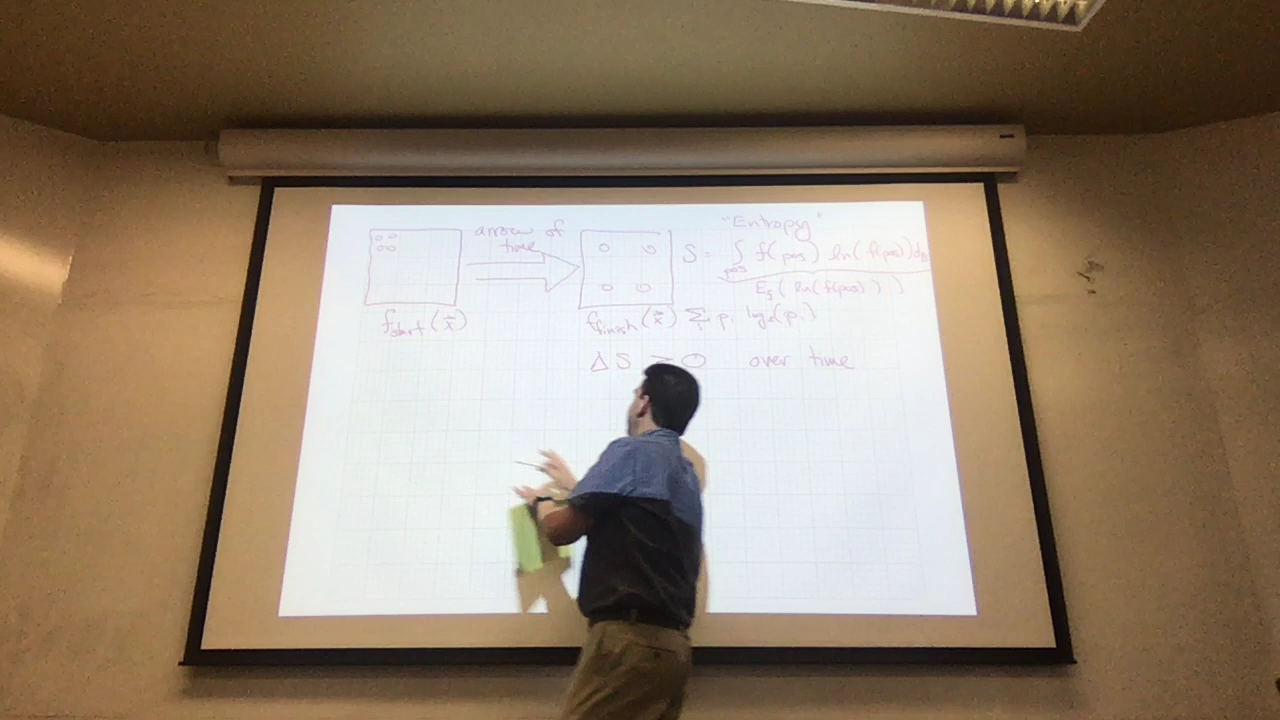 "Entropy"
arrow of
time
S = ∫ f(pos) ln(f(pos))
pos
E_f(ln(f(pos)))
f_start(x⃗)
f_finish(x⃗) Σ p_i log_2(p_i)
i
ΔS ≥ 0 over time